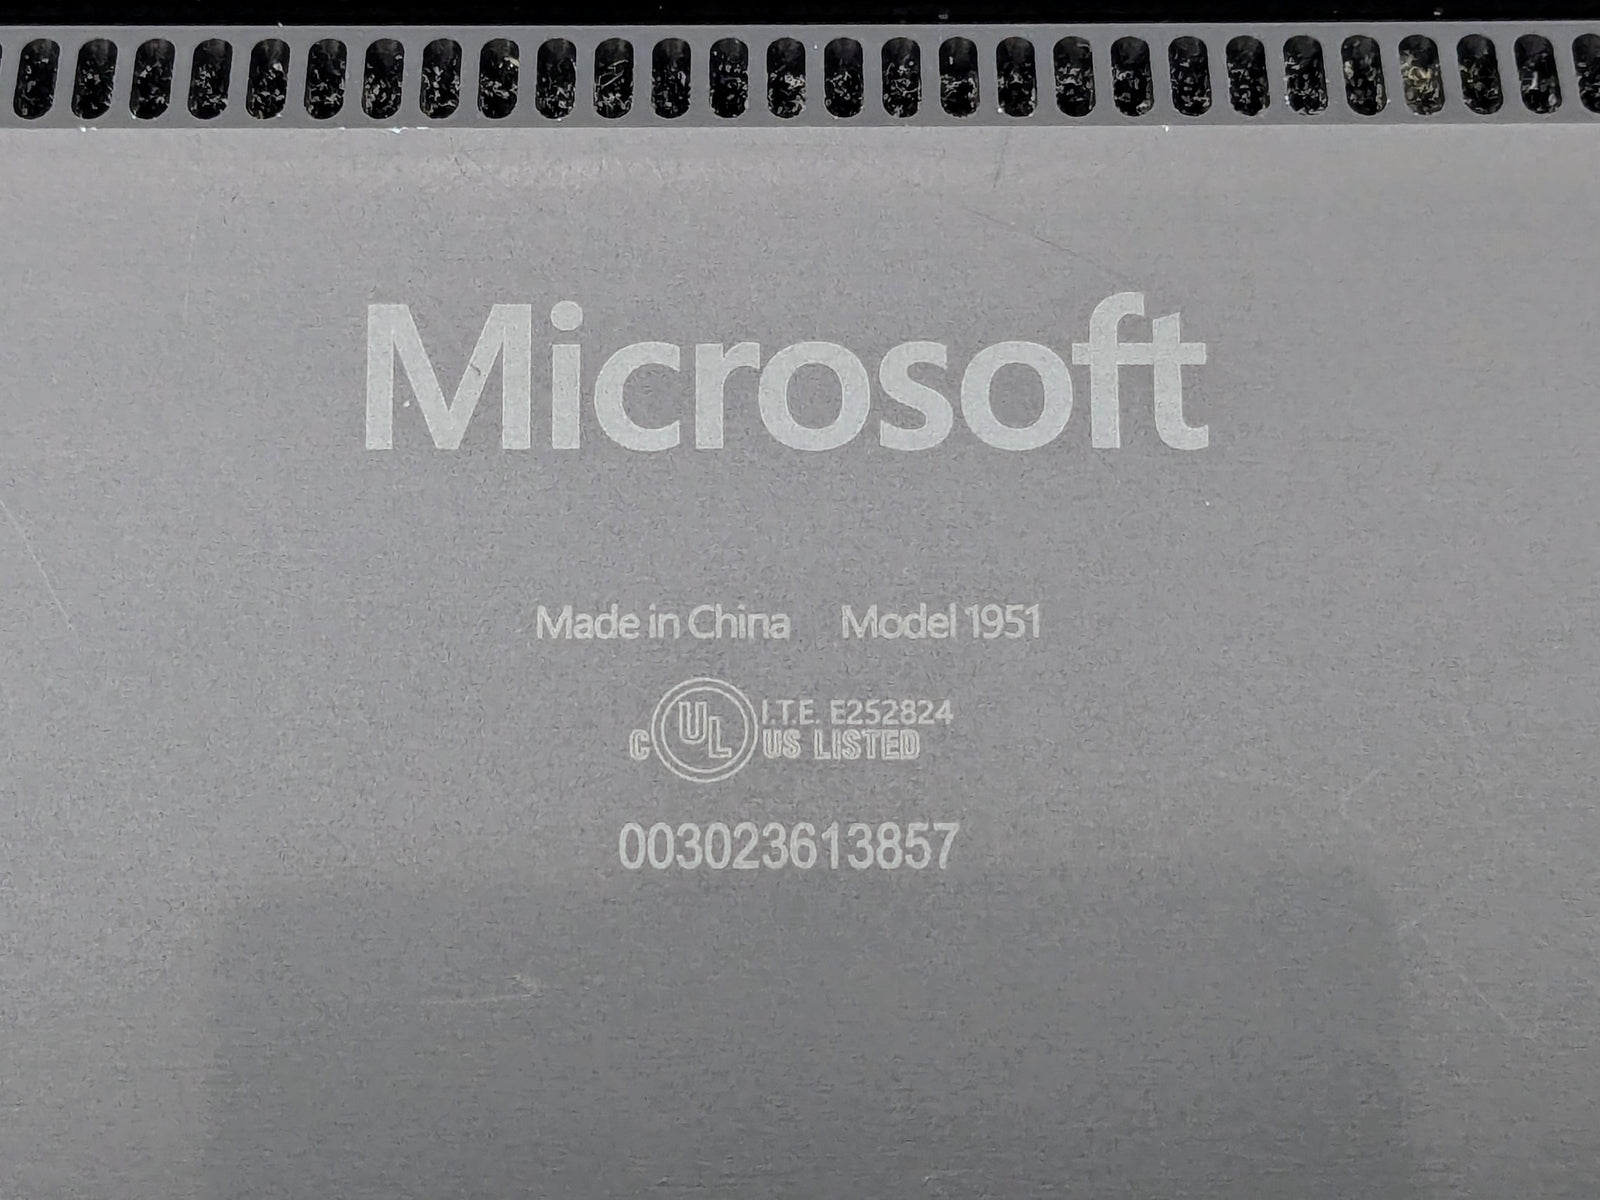 Microsoft
Made in China Model 1951
C UL I.T.E. E252824
US LISTED
003023613857